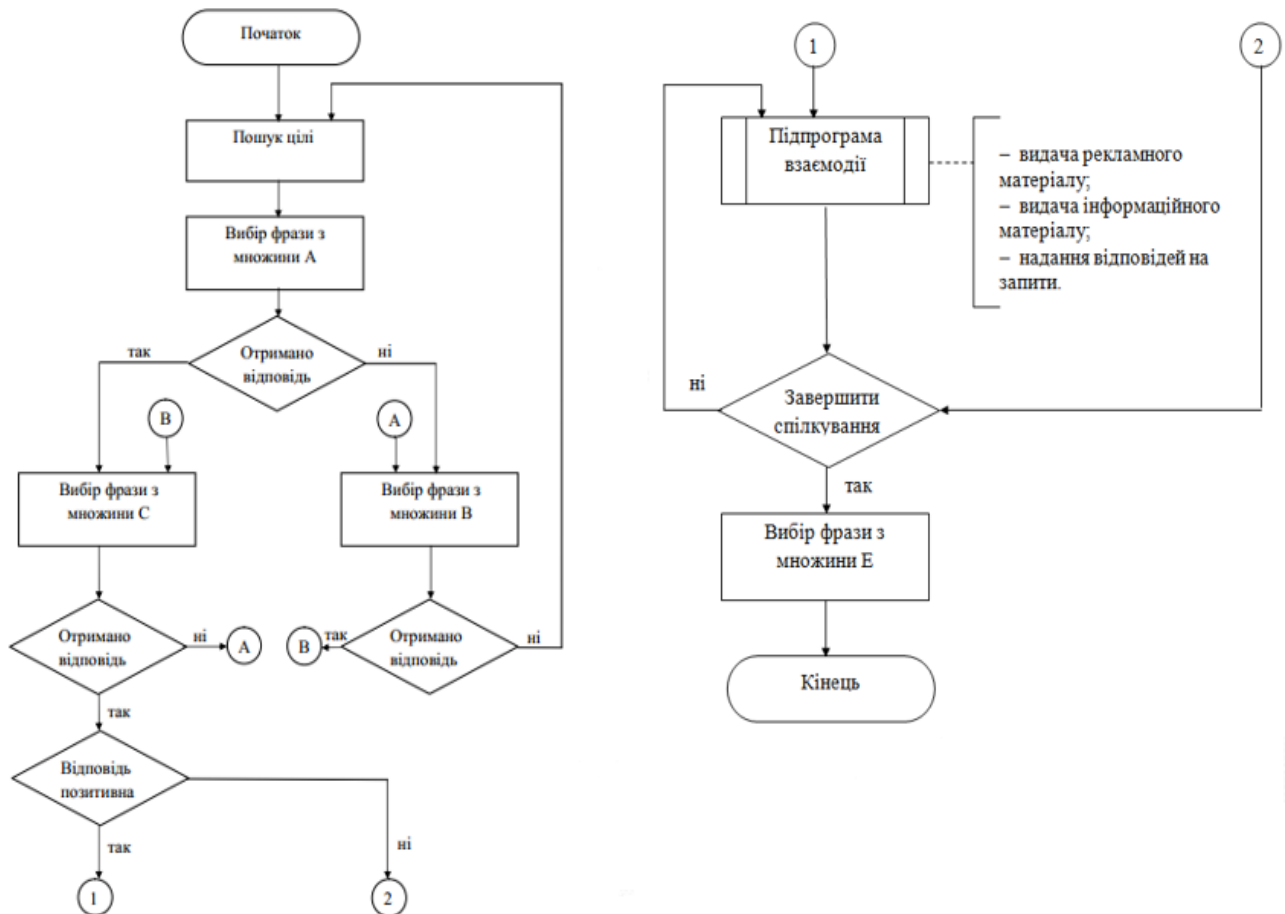 Початок
Пошук цілі
Вибір фрази з
множини А
Отримано
відповідь
так
ні
В
А
Вибір фрази з
множини С
Вибір фрази з
множини В
Отримано
відповідь
ні
А
В
так
Отримано
відповідь
ні
так
Відповідь
позитивна
так
ні
1
2
1
2
Підпрограма
взаємодії
– видача рекламного
матеріалу;
– видача інформаційного
матеріалу;
– надання відповідей на
запити.
ні
Завершити
спілкування
так
Вибір фрази з
множини Е
Кінець